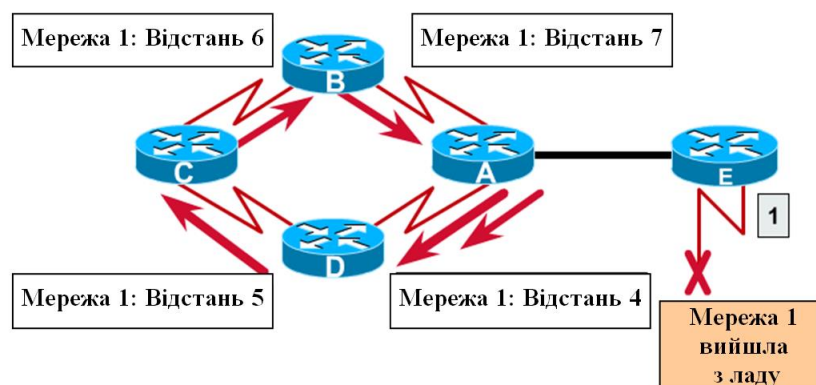 Мережа 1: Відстань 6
Мережа 1: Відстань 7
B
C
A
E
1
D
Мережа 1: Відстань 5
Мережа 1: Відстань 4
Мережа 1
вийшла
з ладу